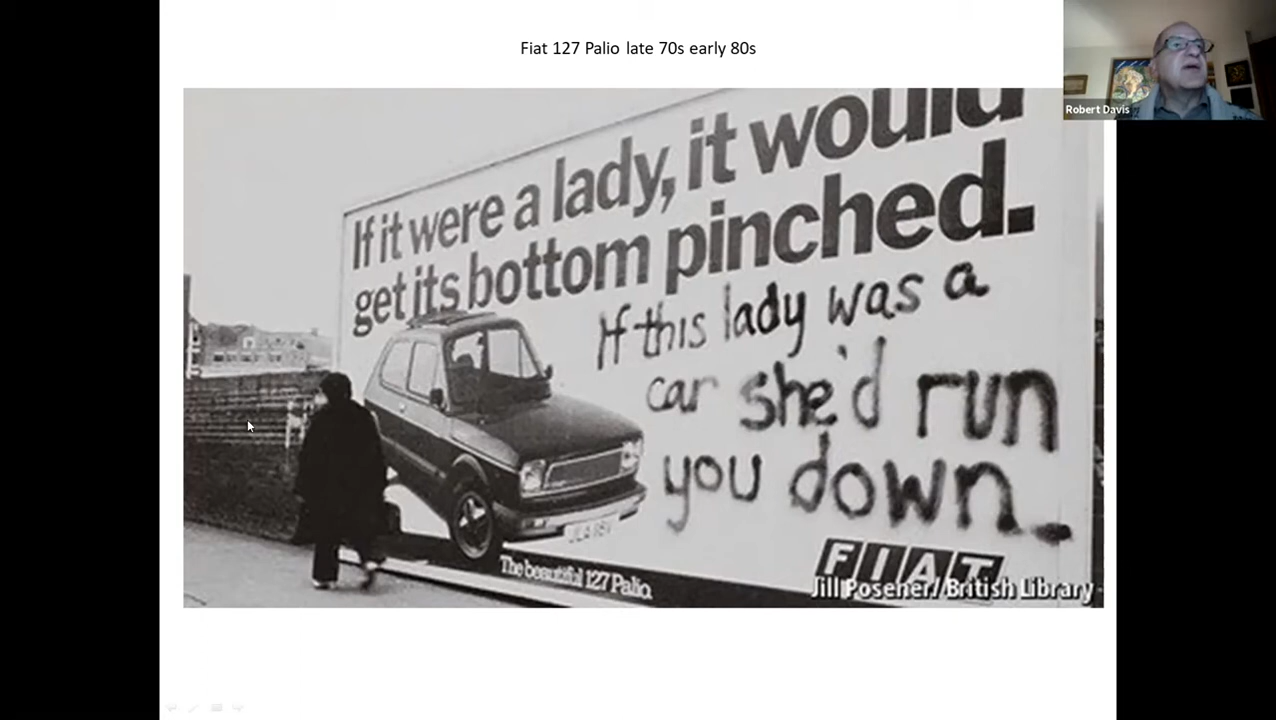 Fiat 127 Palio late 70s early 80s
Robert Davis
If it were a lady, it would
get its bottom pinched.
If this lady was a
car she'd run
you down
The beautiful 127 Palio.
FIAT
Jill Posener/British Library